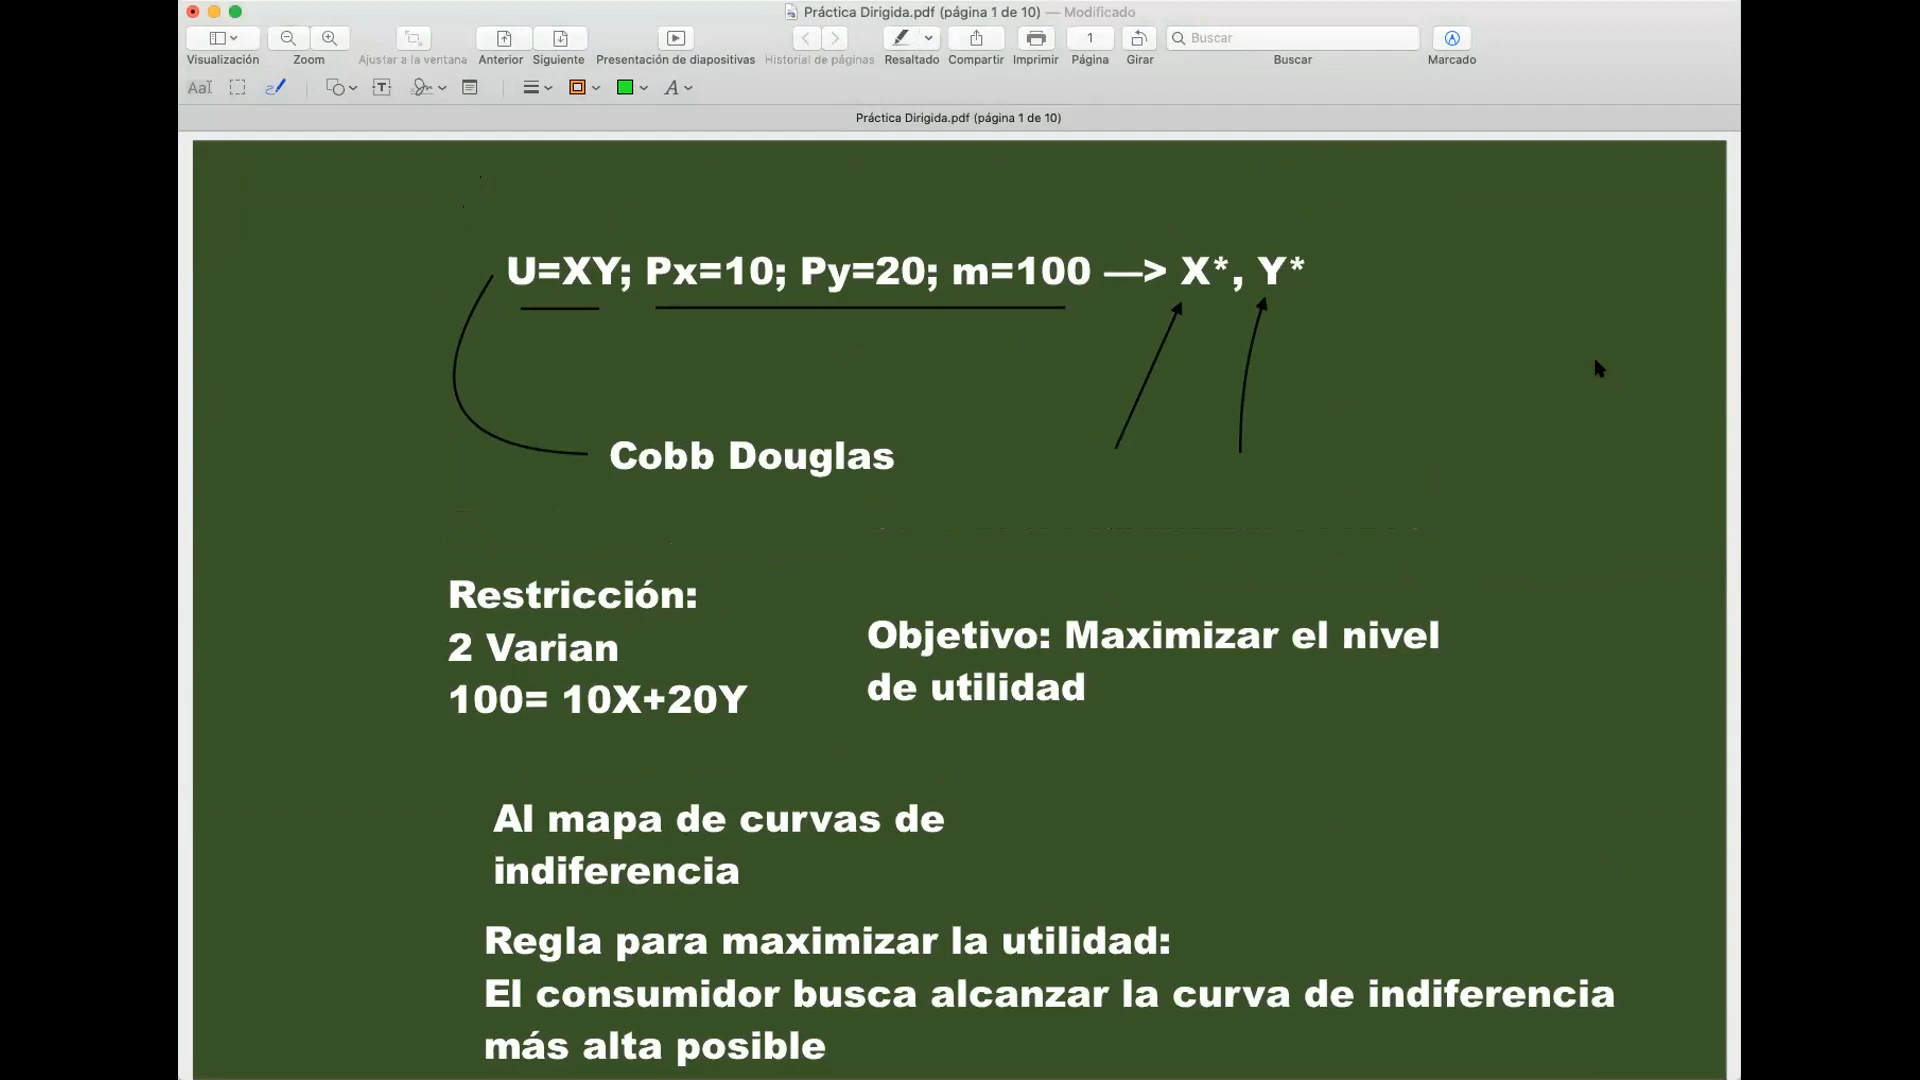 Práctica Dirigida.pdf (página 1 de 10) — Modificado
Visualización
Zoom
Ajustar a la ventana
Anterior
Siguiente
Presentación de diapositivas
Historial de páginas
Resaltado
Compartir
Imprimir
1
Página
Girar
Buscar
Buscar
Marcado
AaI
T
A
Práctica Dirigida.pdf (página 1 de 10)
U=XY; Px=10; Py=20; m=100 —> X*, Y*
Cobb Douglas
Restricción:
2 Varian
100= 10X+20Y
Objetivo: Maximizar el nivel
de utilidad
Al mapa de curvas de
indiferencia
Regla para maximizar la utilidad:
El consumidor busca alcanzar la curva de indiferencia
más alta posible